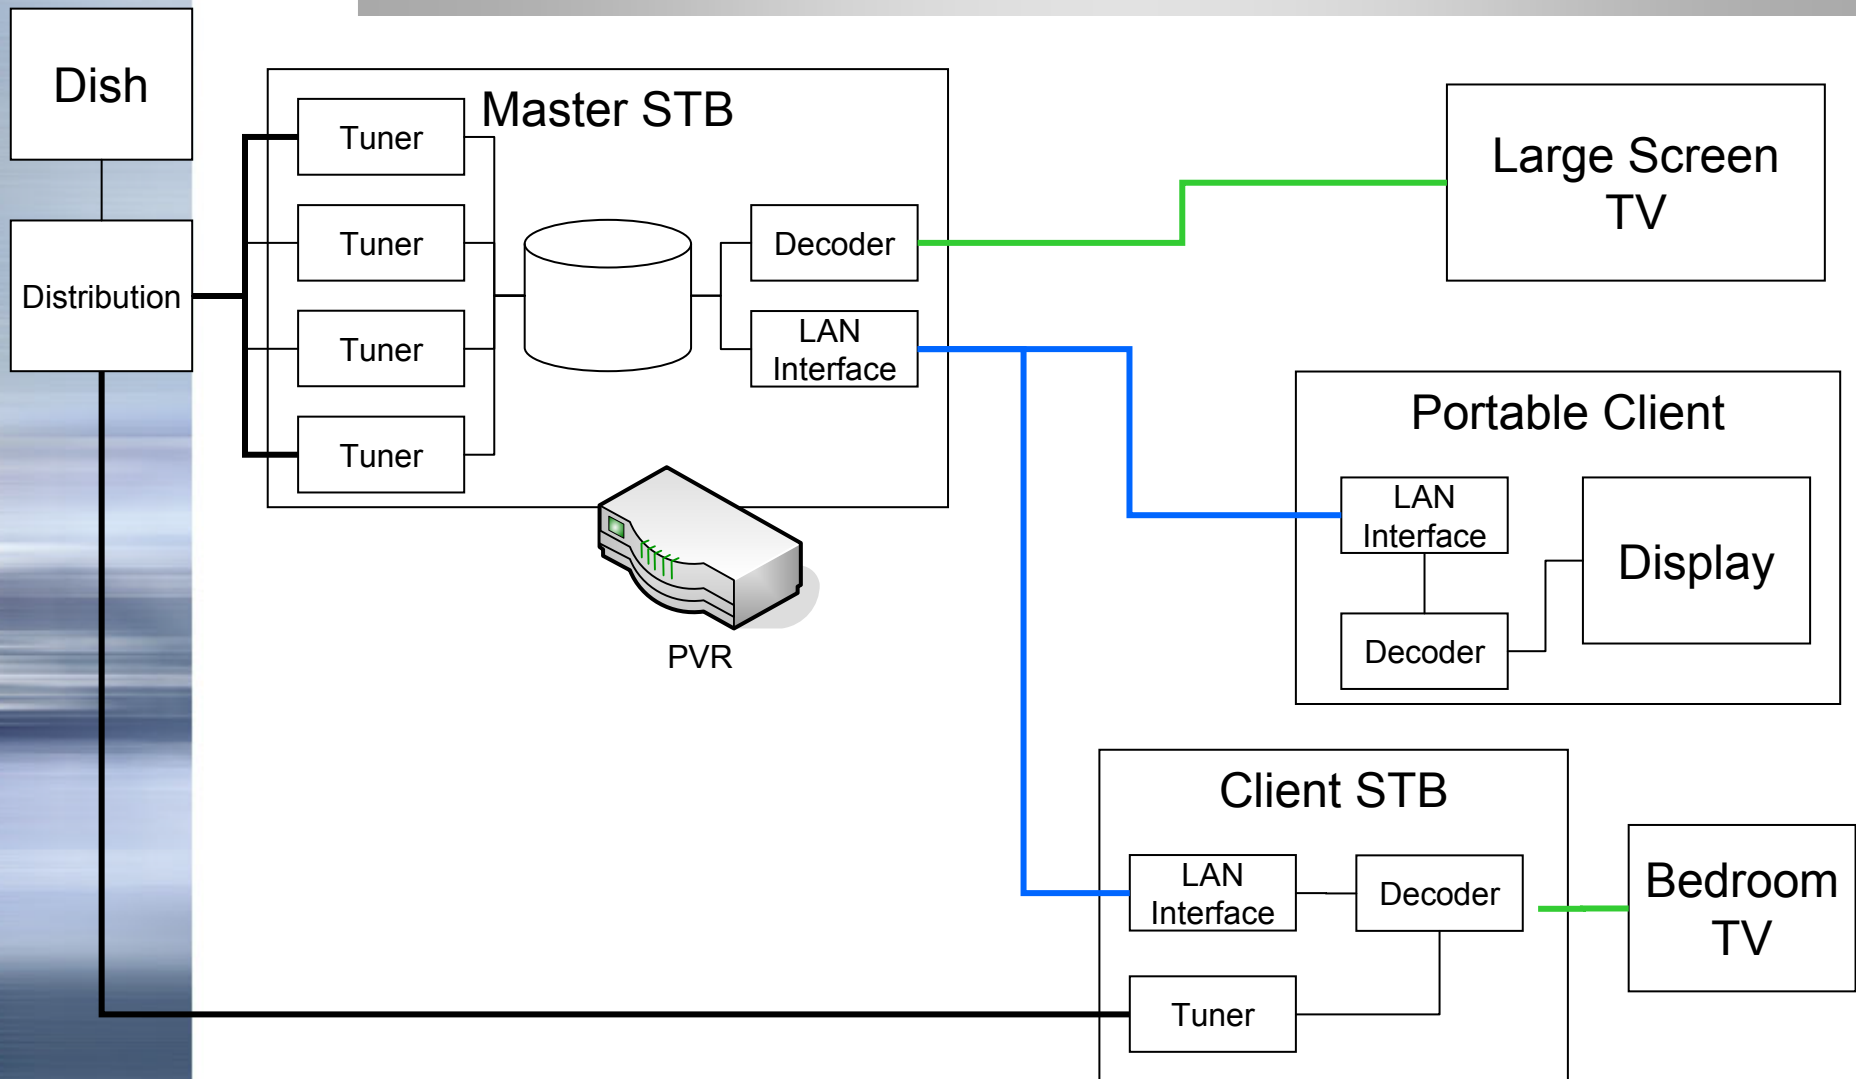 Dish
Distribution
Master STB
Tuner
Tuner
Tuner
Tuner
Decoder
LAN
Interface
PVR
Large Screen
TV
Portable Client
LAN
Interface
Decoder
Display
Client STB
LAN
Interface
Decoder
Tuner
Bedroom
TV